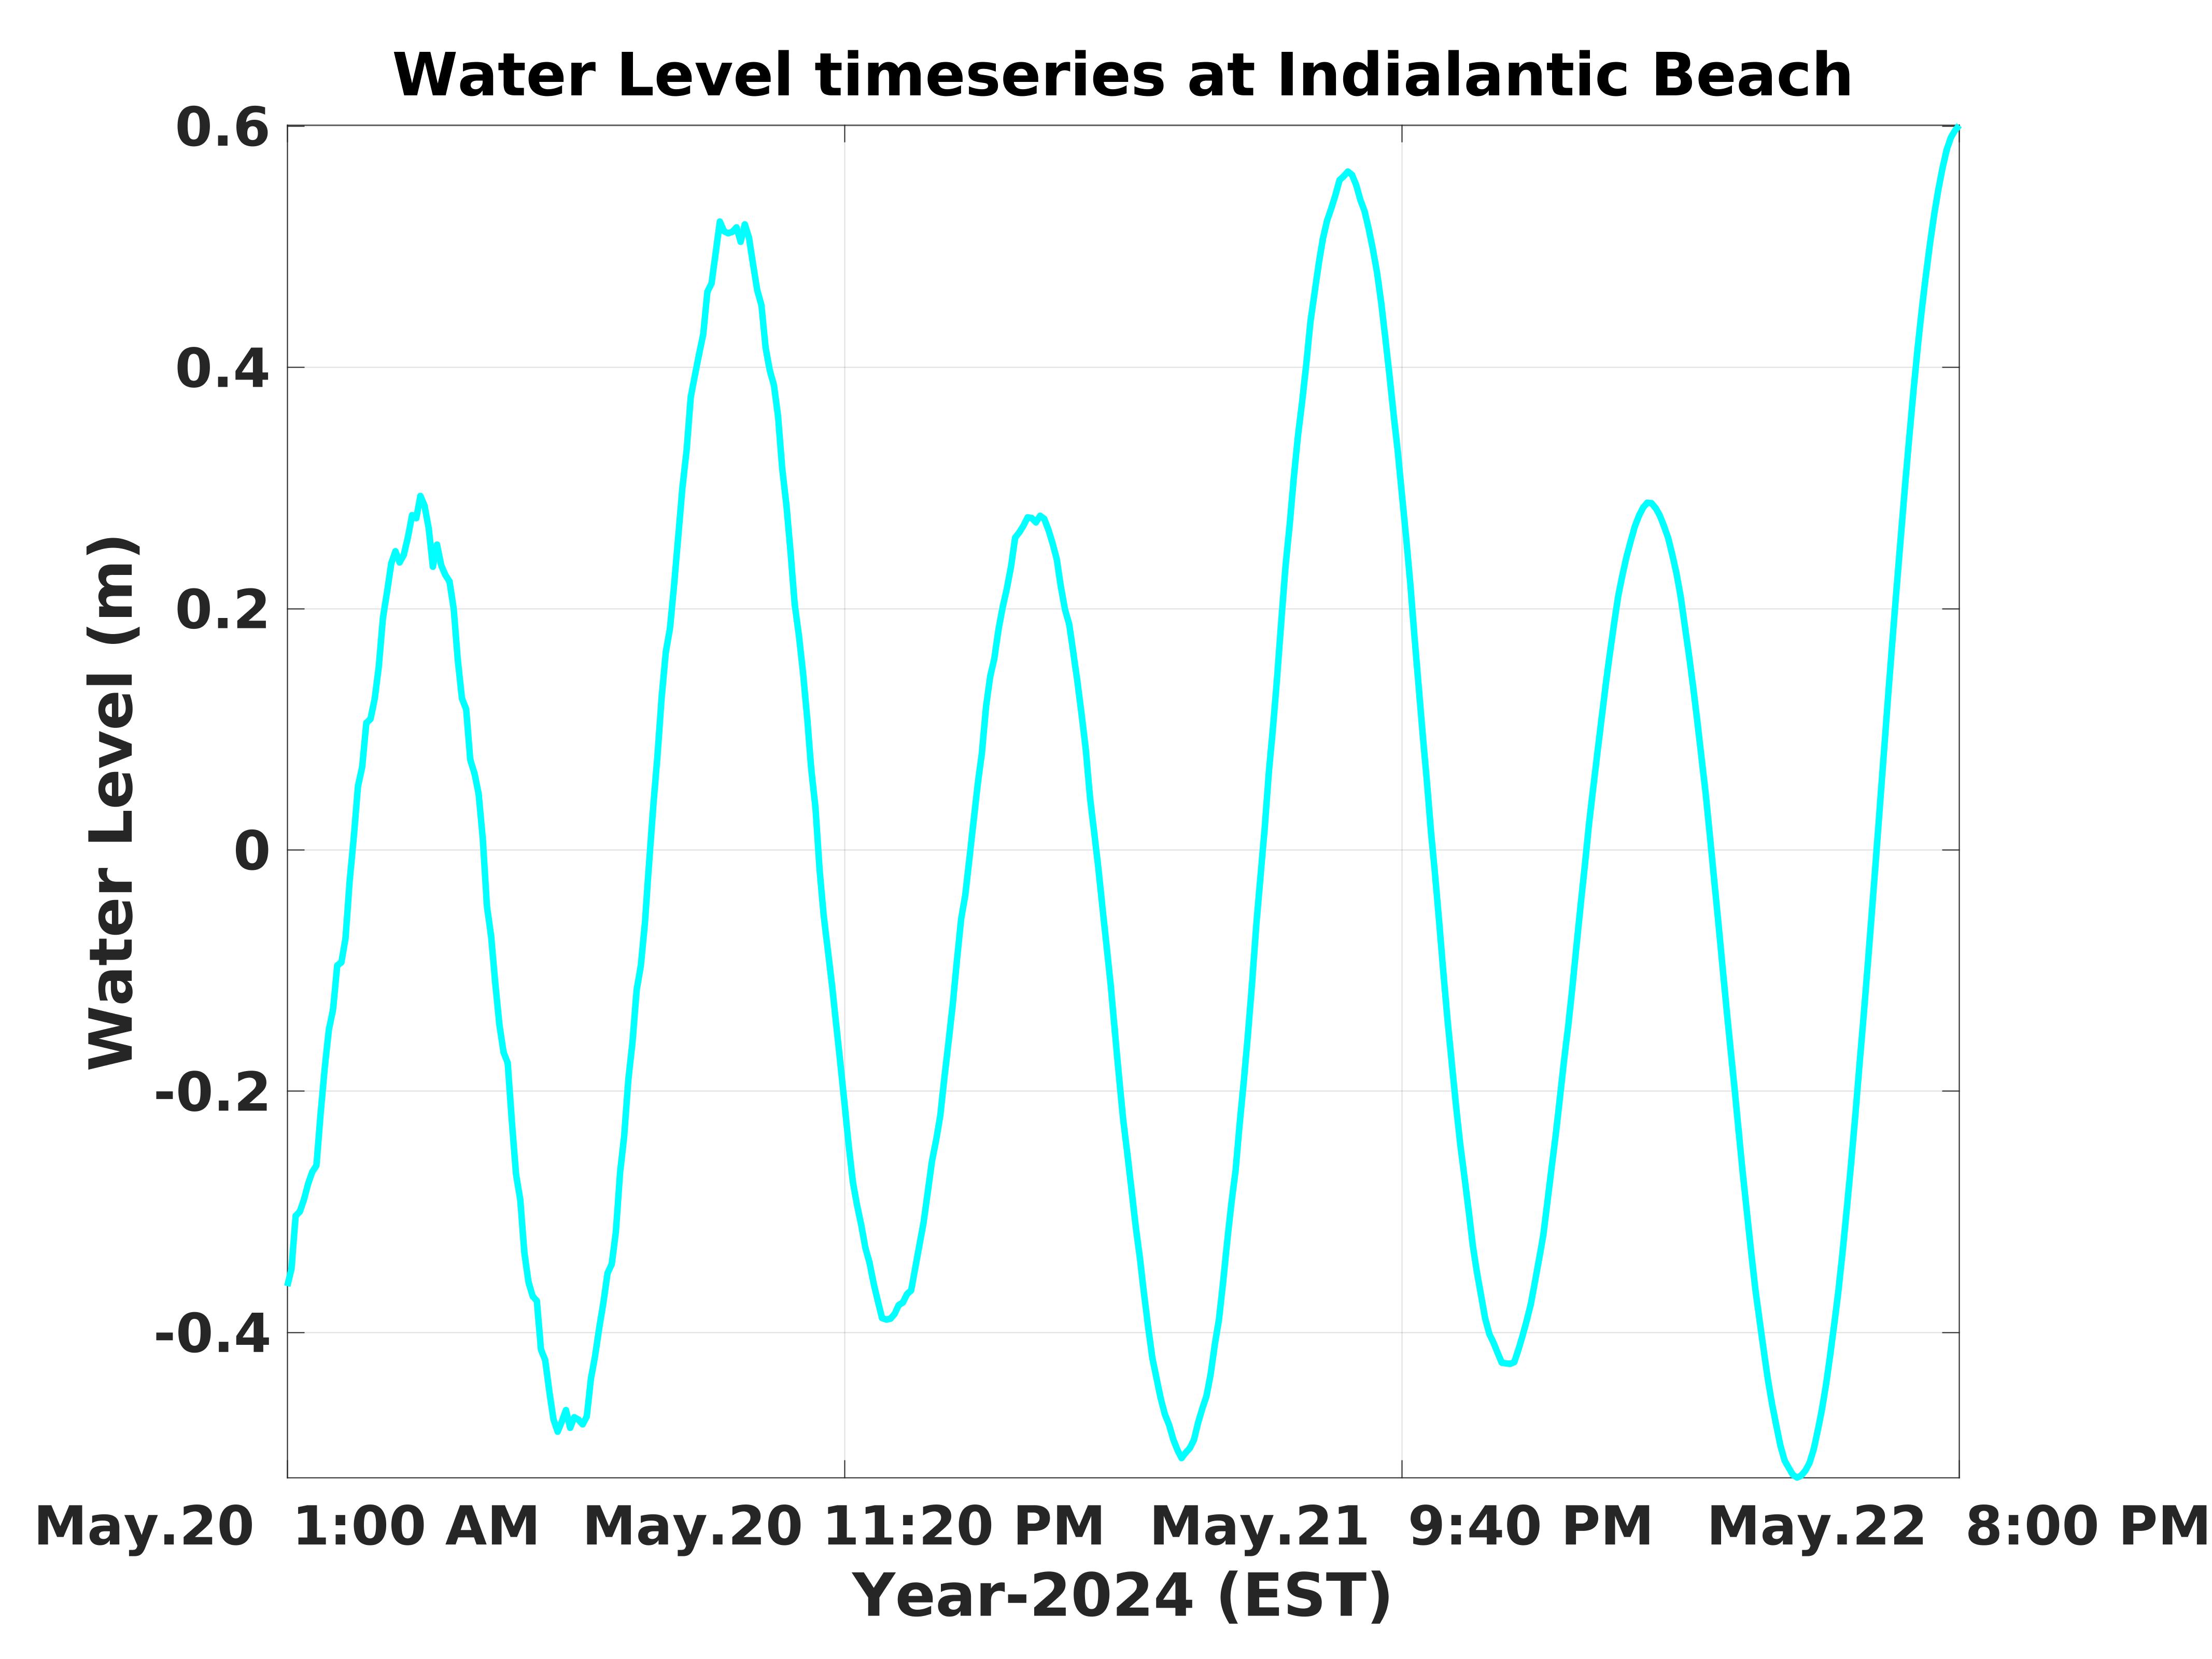 Water Level timeseries at Indialantic Beach
0.6
0.4
0.2
0
-0.2
-0.4
Water Level (m)
May.20  1:00 AM
May.20 11:20 PM
May.21  9:40 PM
May.22  8:00 PM
Year-2024 (EST)